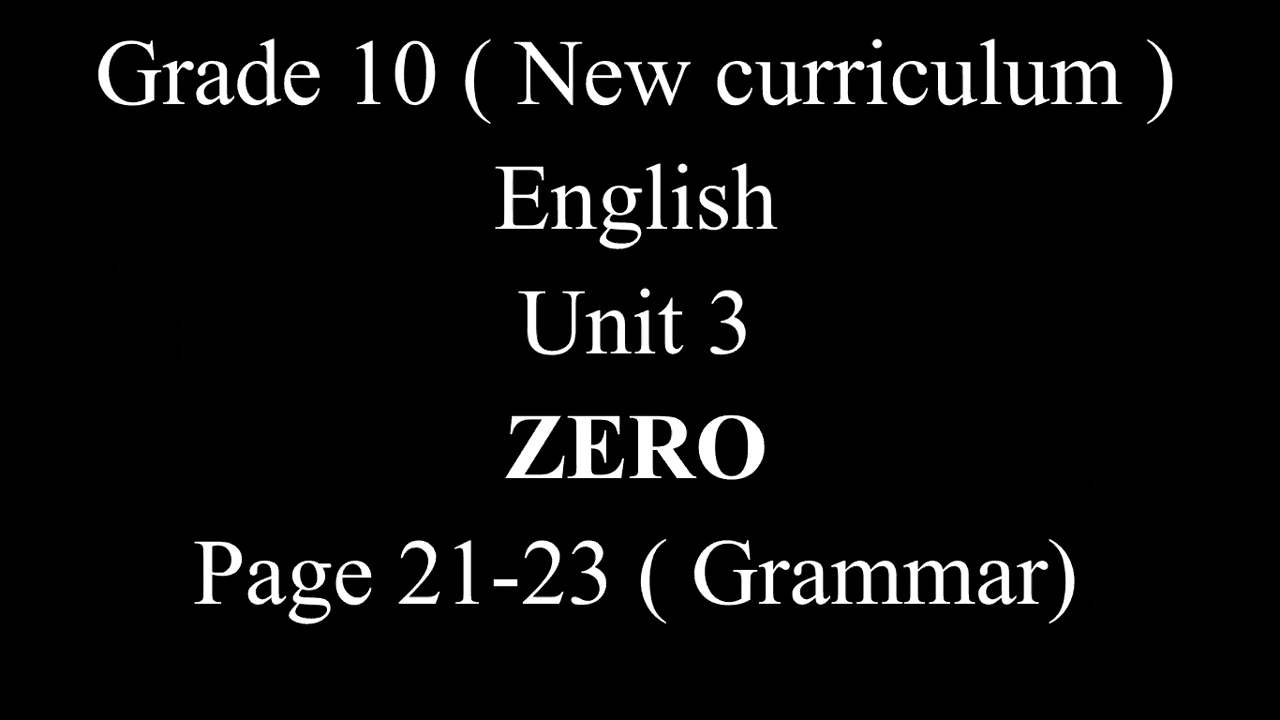 Grade 10 ( New curriculum )
English
Unit 3
ZERO
Page 21-23 ( Grammar)